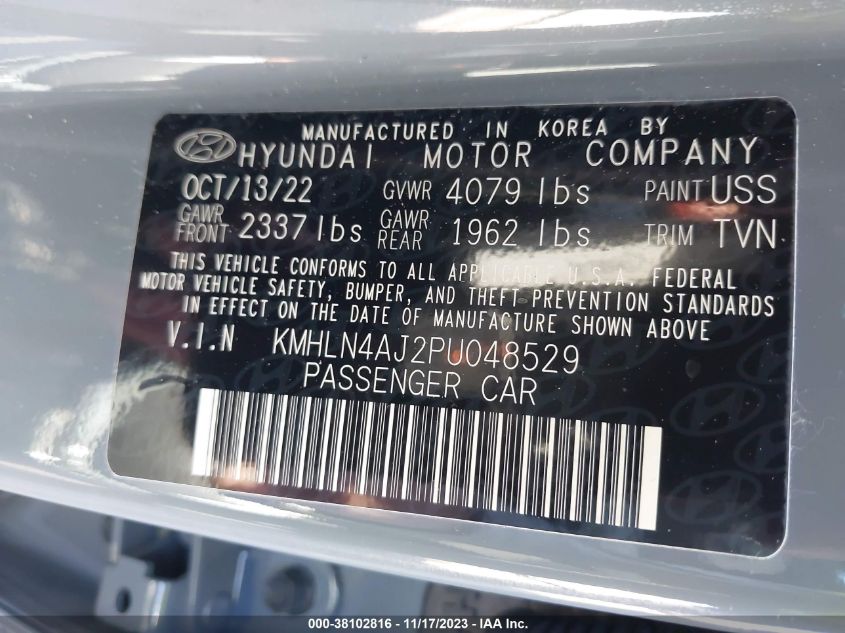 MANUFACTURED IN KOREA BY
HYUNDAI MOTOR COMPANY
OCT/13/22 GVWR 4079 lbs PAINT USS
GAWR FRONT 2337 lbs GAWR REAR 1962 lbs TRIM TVN
THIS VEHICLE CONFORMS TO ALL APPLICABLE U.S.A. FEDERAL
MOTOR VEHICLE SAFETY, BUMPER, AND THEFT PREVENTION STANDARDS
IN EFFECT ON THE DATE OF MANUFACTURE SHOWN ABOVE
V.I.N KMHLN4AJ2PU048529
PASSENGER CAR
000-38102816 - 11/17/2023 - IAA Inc.